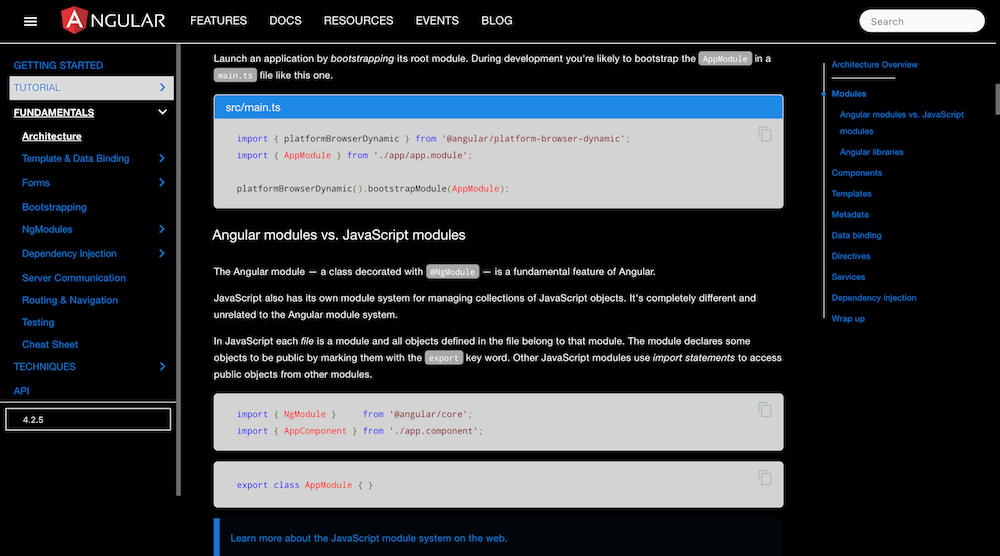 ANGULAR FEATURES DOCS RESOURCES EVENTS BLOG Search
GETTING STARTED
TUTORIAL
FUNDAMENTALS
Architecture
Template & Data Binding
Forms
Bootstrapping
NgModules
Dependency Injection
Server Communication
Routing & Navigation
Testing
Cheat Sheet
TECHNIQUES
API
4.2.5
Launch an application by bootstrapping its root module. During development you're likely to bootstrap the AppModule in a
main.ts file like this one.
src/main.ts
import { platformBrowserDynamic } from '@angular/platform-browser-dynamic';
import { AppModule } from './app/app.module';
platformBrowserDynamic().bootstrapModule(AppModule);
Angular modules vs. JavaScript modules
The Angular module — a class decorated with @NgModule — is a fundamental feature of Angular.
JavaScript also has its own module system for managing collections of JavaScript objects. It's completely different and
unrelated to the Angular module system.
In JavaScript each file is a module and all objects defined in the file belong to that module. The module declares some
objects to be public by marking them with the export key word. Other JavaScript modules use import statements to access
public objects from other modules.
import { NgModule }     from '@angular/core';
import { AppComponent } from './app.component';
export class AppModule { }
Learn more about the JavaScript module system on the web.
Architecture Overview
Modules
Angular modules vs. JavaScript
modules
Angular libraries
Components
Templates
Metadata
Data binding
Directives
Services
Dependency injection
Wrap up